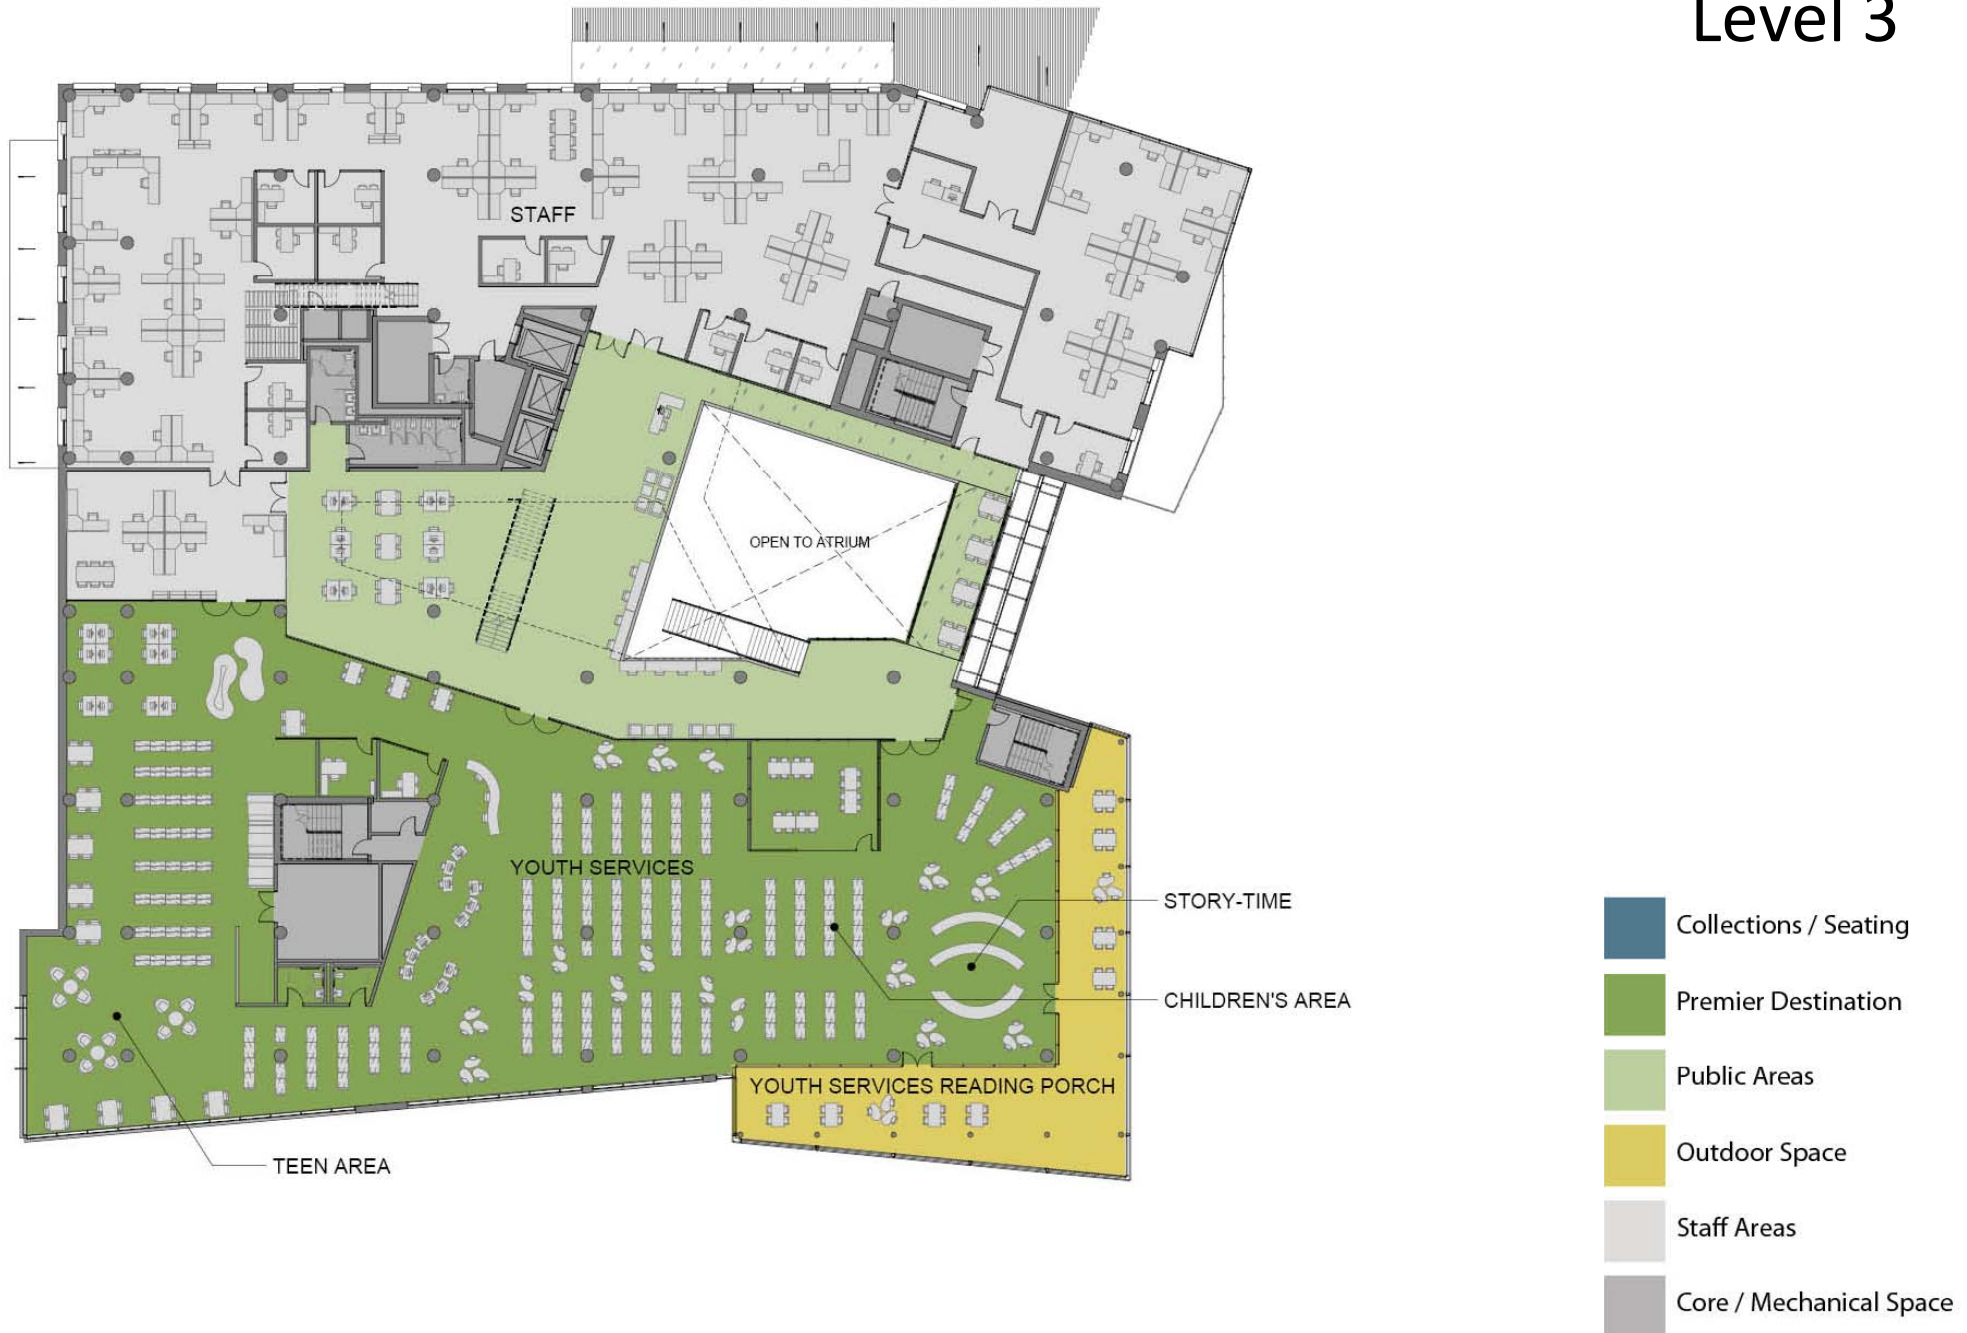 Level 3
STAFF
OPEN TO ATRIUM
YOUTH SERVICES
STORY-TIME
CHILDREN'S AREA
YOUTH SERVICES READING PORCH
TEEN AREA
Collections / Seating
Premier Destination
Public Areas
Outdoor Space
Staff Areas
Core / Mechanical Space